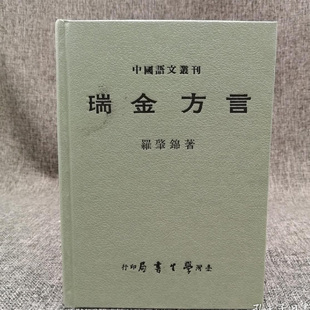 中國語文叢刊
瑞金方言
羅肇錦著
臺灣學生書局印行